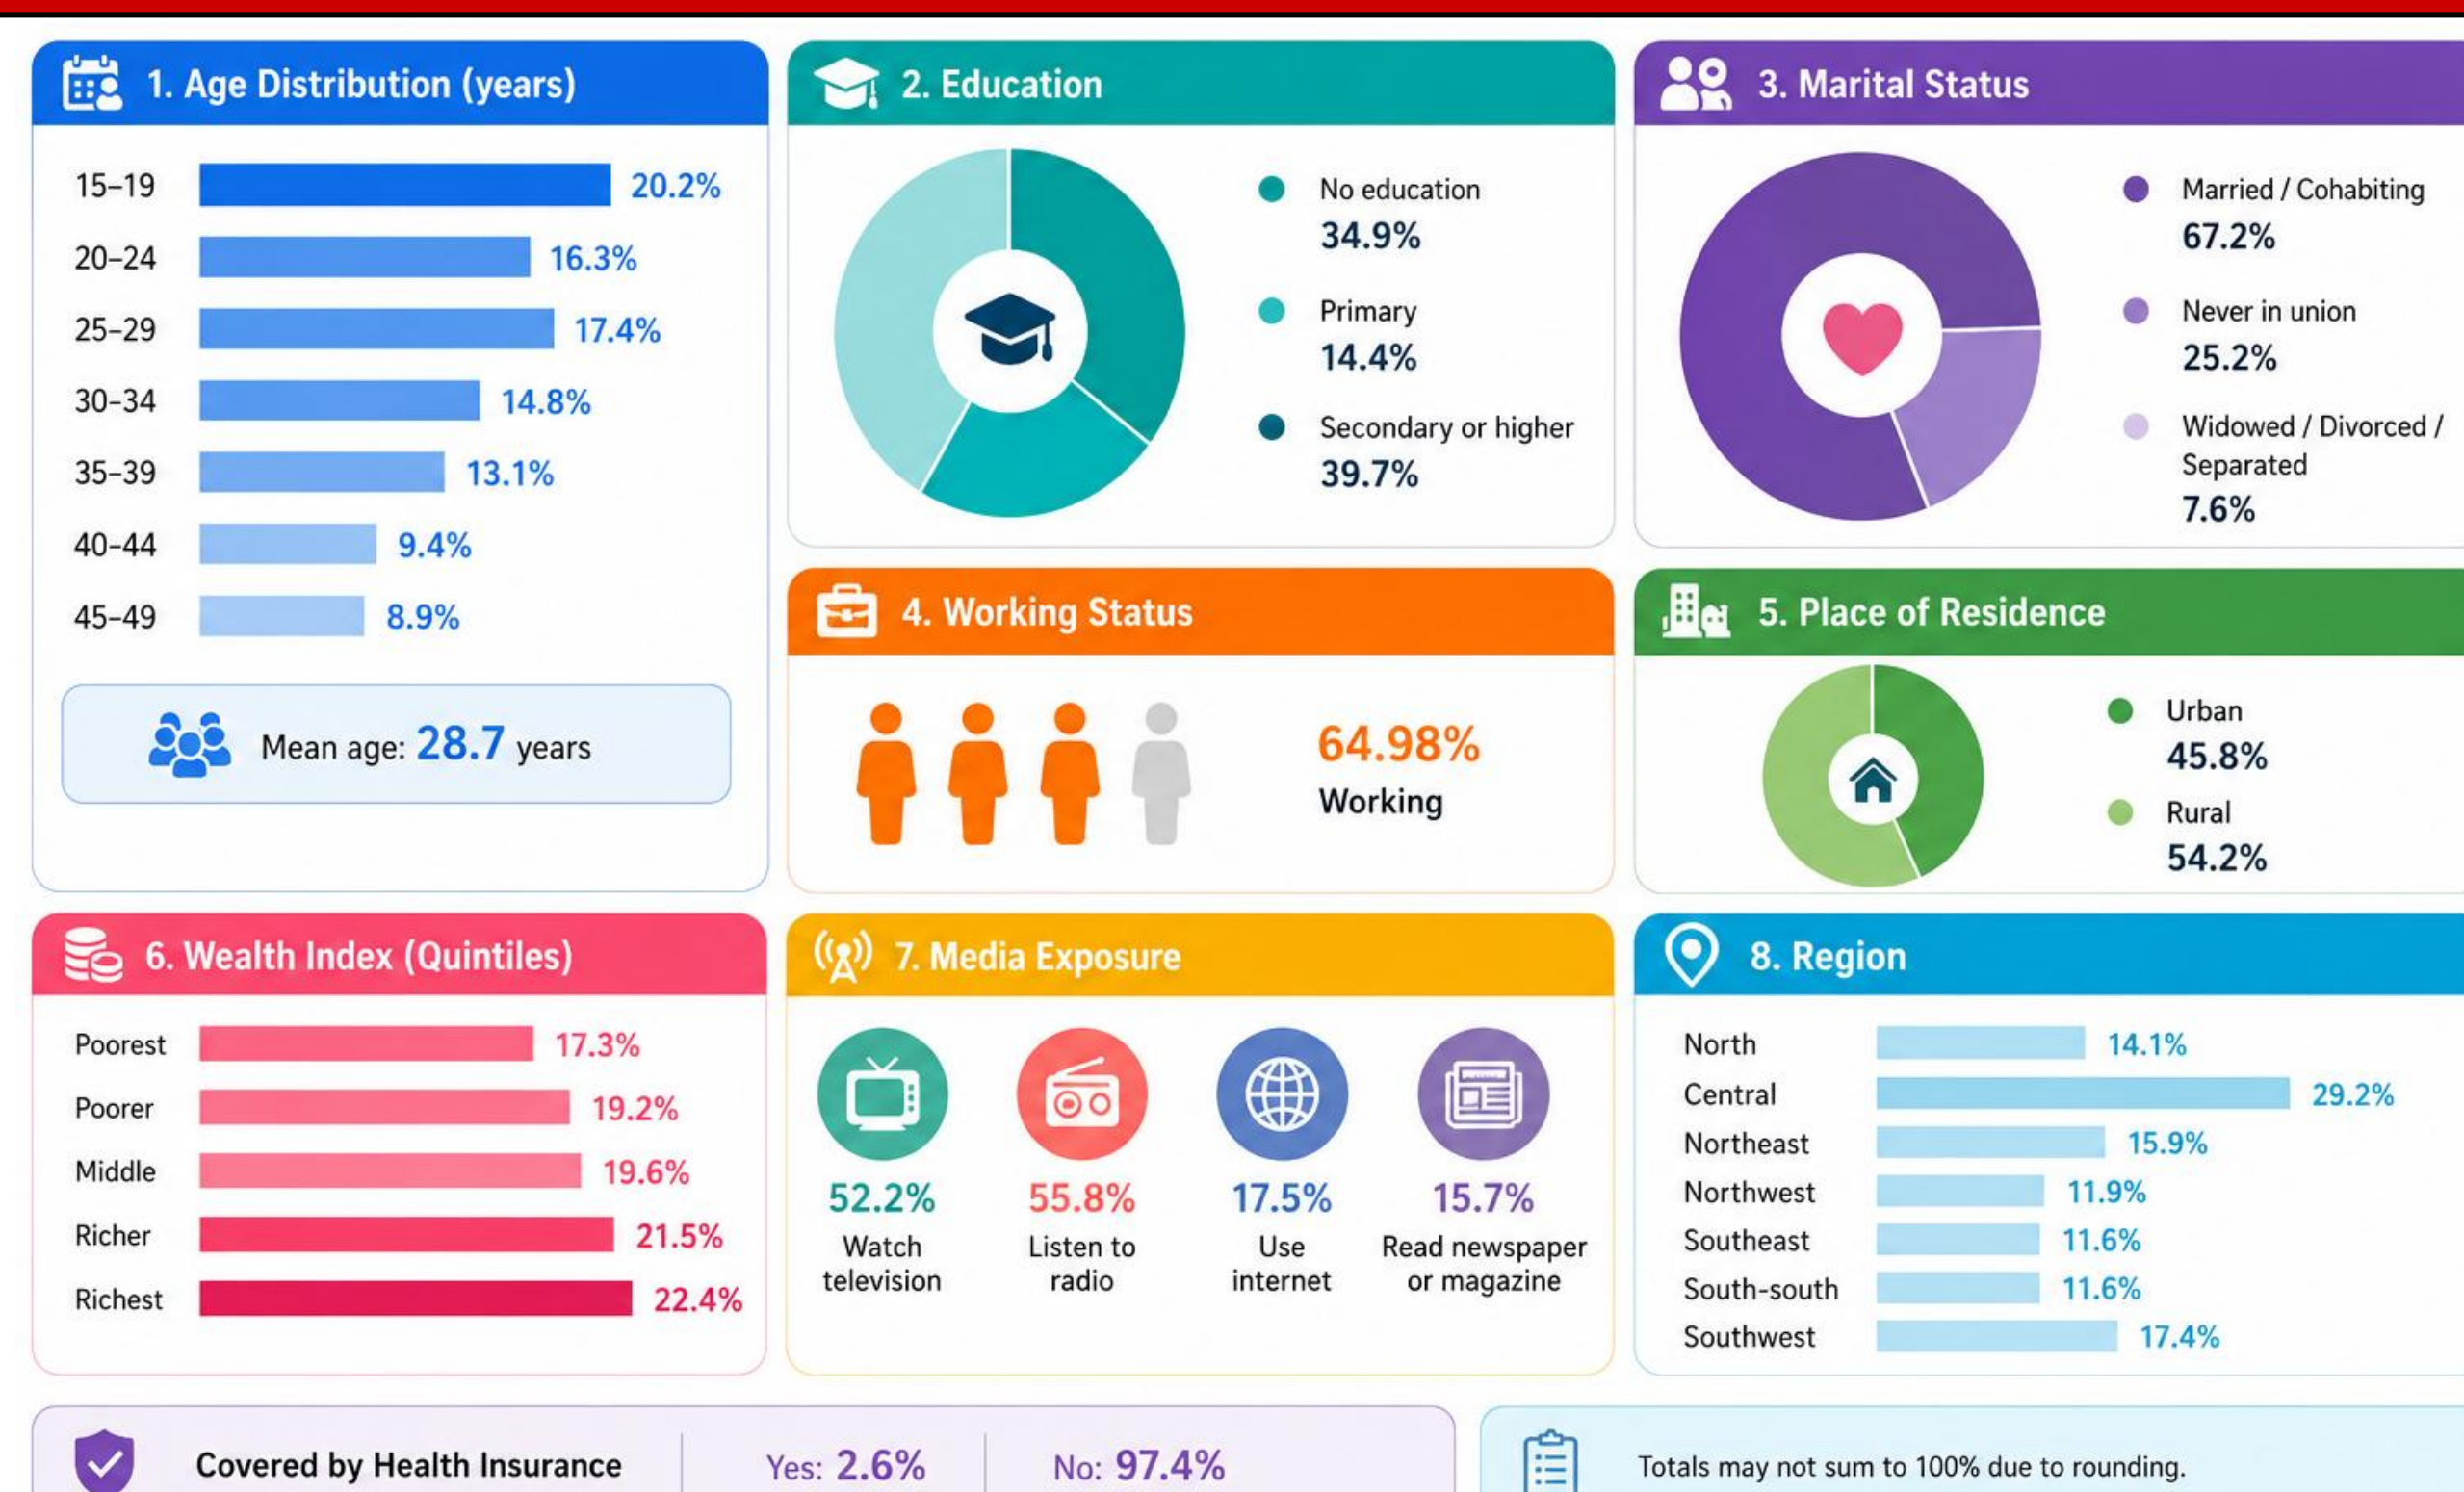 1. Age Distribution (years)
15–19 20.2%
20–24 16.3%
25–29 17.4%
30–34 14.8%
35–39 13.1%
40–44 9.4%
45–49 8.9%
Mean age: 28.7 years
2. Education
No education
34.9%
Primary
14.4%
Secondary or higher
39.7%
3. Marital Status
Married / Cohabiting
67.2%
Never in union
25.2%
Widowed / Divorced /
Separated
7.6%
4. Working Status
64.98%
Working
5. Place of Residence
Urban
45.8%
Rural
54.2%
6. Wealth Index (Quintiles)
Poorest 17.3%
Poorer 19.2%
Middle 19.6%
Richer 21.5%
Richest 22.4%
7. Media Exposure
52.2%
Watch
television
55.8%
Listen to
radio
17.5%
Use
internet
15.7%
Read newspaper
or magazine
8. Region
North 14.1%
Central 29.2%
Northeast 15.9%
Northwest 11.9%
Southeast 11.6%
South-south 11.6%
Southwest 17.4%
Covered by Health Insurance Yes: 2.6% No: 97.4%
Totals may not sum to 100% due to rounding.